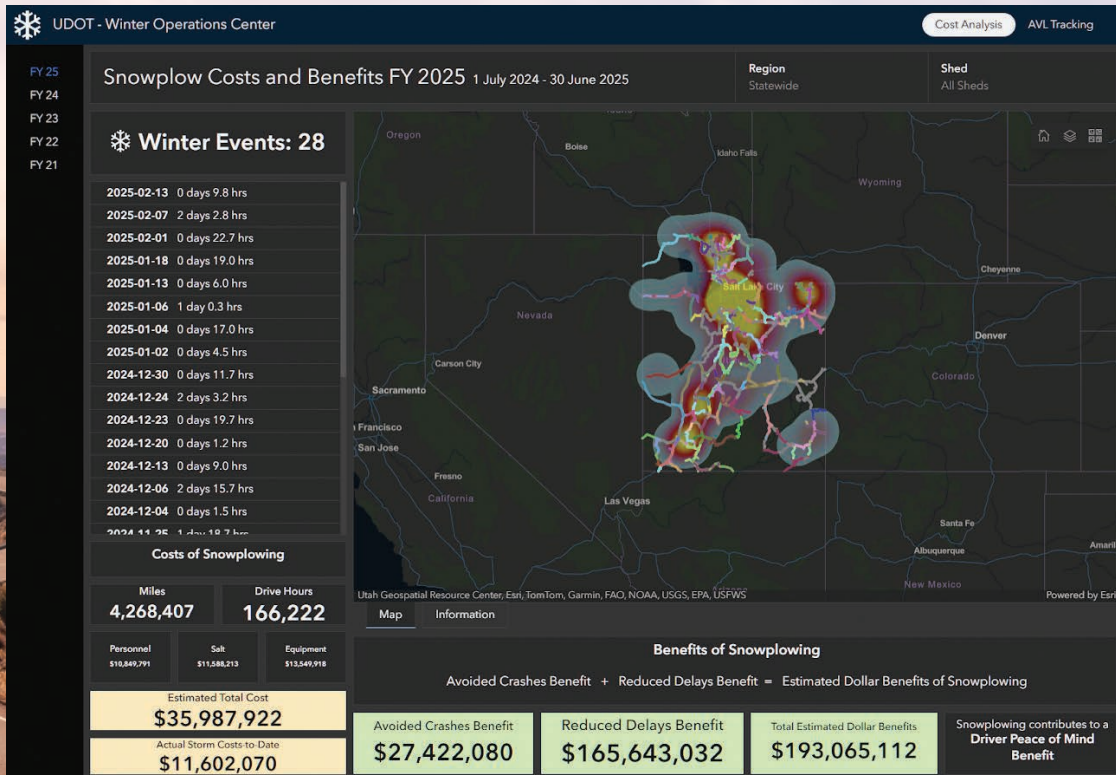 UDOT - Winter Operations Center
Cost Analysis
AVL Tracking
FY 25
FY 24
FY 23
FY 22
FY 21
Snowplow Costs and Benefits FY 2025 1 July 2024 - 30 June 2025
Region
Statewide
Shed
All Sheds
Winter Events: 28
2025-02-13 0 days 9.8 hrs
2025-02-07 2 days 2.8 hrs
2025-02-01 0 days 22.7 hrs
2025-01-18 0 days 19.0 hrs
2025-01-13 0 days 6.0 hrs
2025-01-06 1 day 0.3 hrs
2025-01-04 0 days 17.0 hrs
2025-01-02 0 days 4.5 hrs
2024-12-30 0 days 11.7 hrs
2024-12-24 2 days 3.2 hrs
2024-12-23 0 days 19.7 hrs
2024-12-20 0 days 1.2 hrs
2024-12-13 0 days 9.0 hrs
2024-12-06 2 days 15.7 hrs
2024-12-04 0 days 1.5 hrs
2024-11-25 1 day 18.7 hrs
Costs of Snowplowing
Miles
4,268,407
Drive Hours
166,222
Personnel
$10,849,791
Salt
$11,588,213
Equipment
$13,549,918
Estimated Total Cost
$35,987,922
Actual Storm Costs-to-Date
$11,602,070
Oregon
Boise
Idaho Falls
Wyoming
Cheyenne
Salt Lake City
Nevada
Carson City
Denver
Sacramento
Colorado
Francisco
San Jose
Fresno
California
Las Vegas
Santa Fe
Albuquerque
Amaril
New Mexico
Arizona
Utah Geospatial Resource Center, Esri, TomTom, Garmin, FAO, NOAA, USGS, EPA, USFWS
Powered by Esri
Map
Information
Benefits of Snowplowing
Avoided Crashes Benefit + Reduced Delays Benefit = Estimated Dollar Benefits of Snowplowing
Avoided Crashes Benefit
$27,422,080
Reduced Delays Benefit
$165,643,032
Total Estimated Dollar Benefits
$193,065,112
Snowplowing contributes to a
Driver Peace of Mind
Benefit